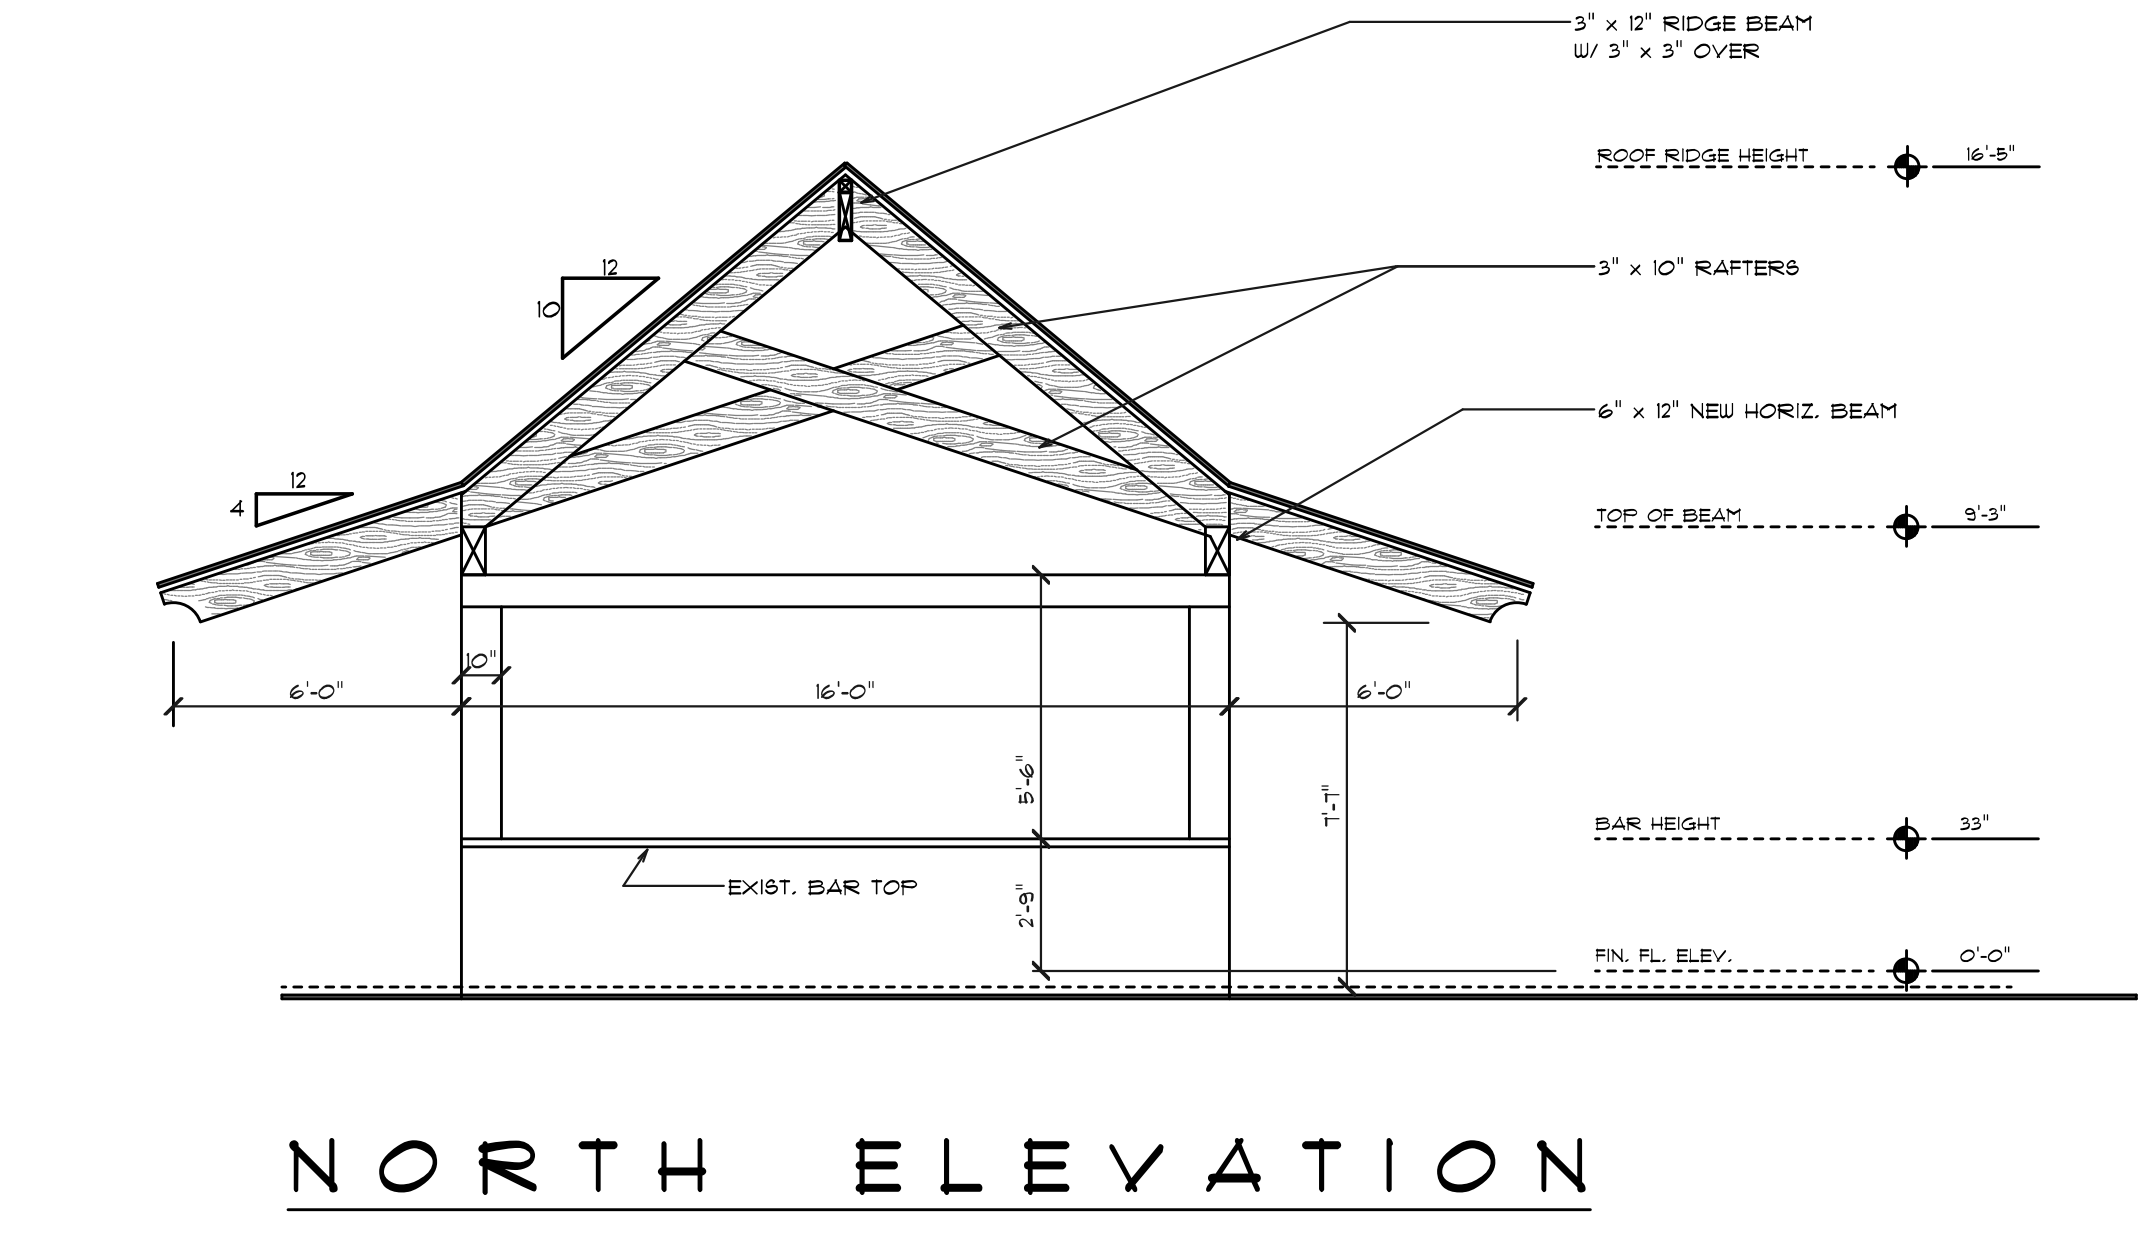 3" x 12" RIDGE BEAM
W/ 3" x 3" OVER
ROOF RIDGE HEIGHT
16'-5"
12
10
3" x 10" RAFTERS
6" x 12" NEW HORIZ. BEAM
12
4
TOP OF BEAM
9'-3"
10"
6'-0"
16'-0"
6'-0"
5'-6"
7'-7"
BAR HEIGHT
33"
EXIST. BAR TOP
2'-9"
FIN. FL. ELEV.
0'-0"
NORTH ELEVATION